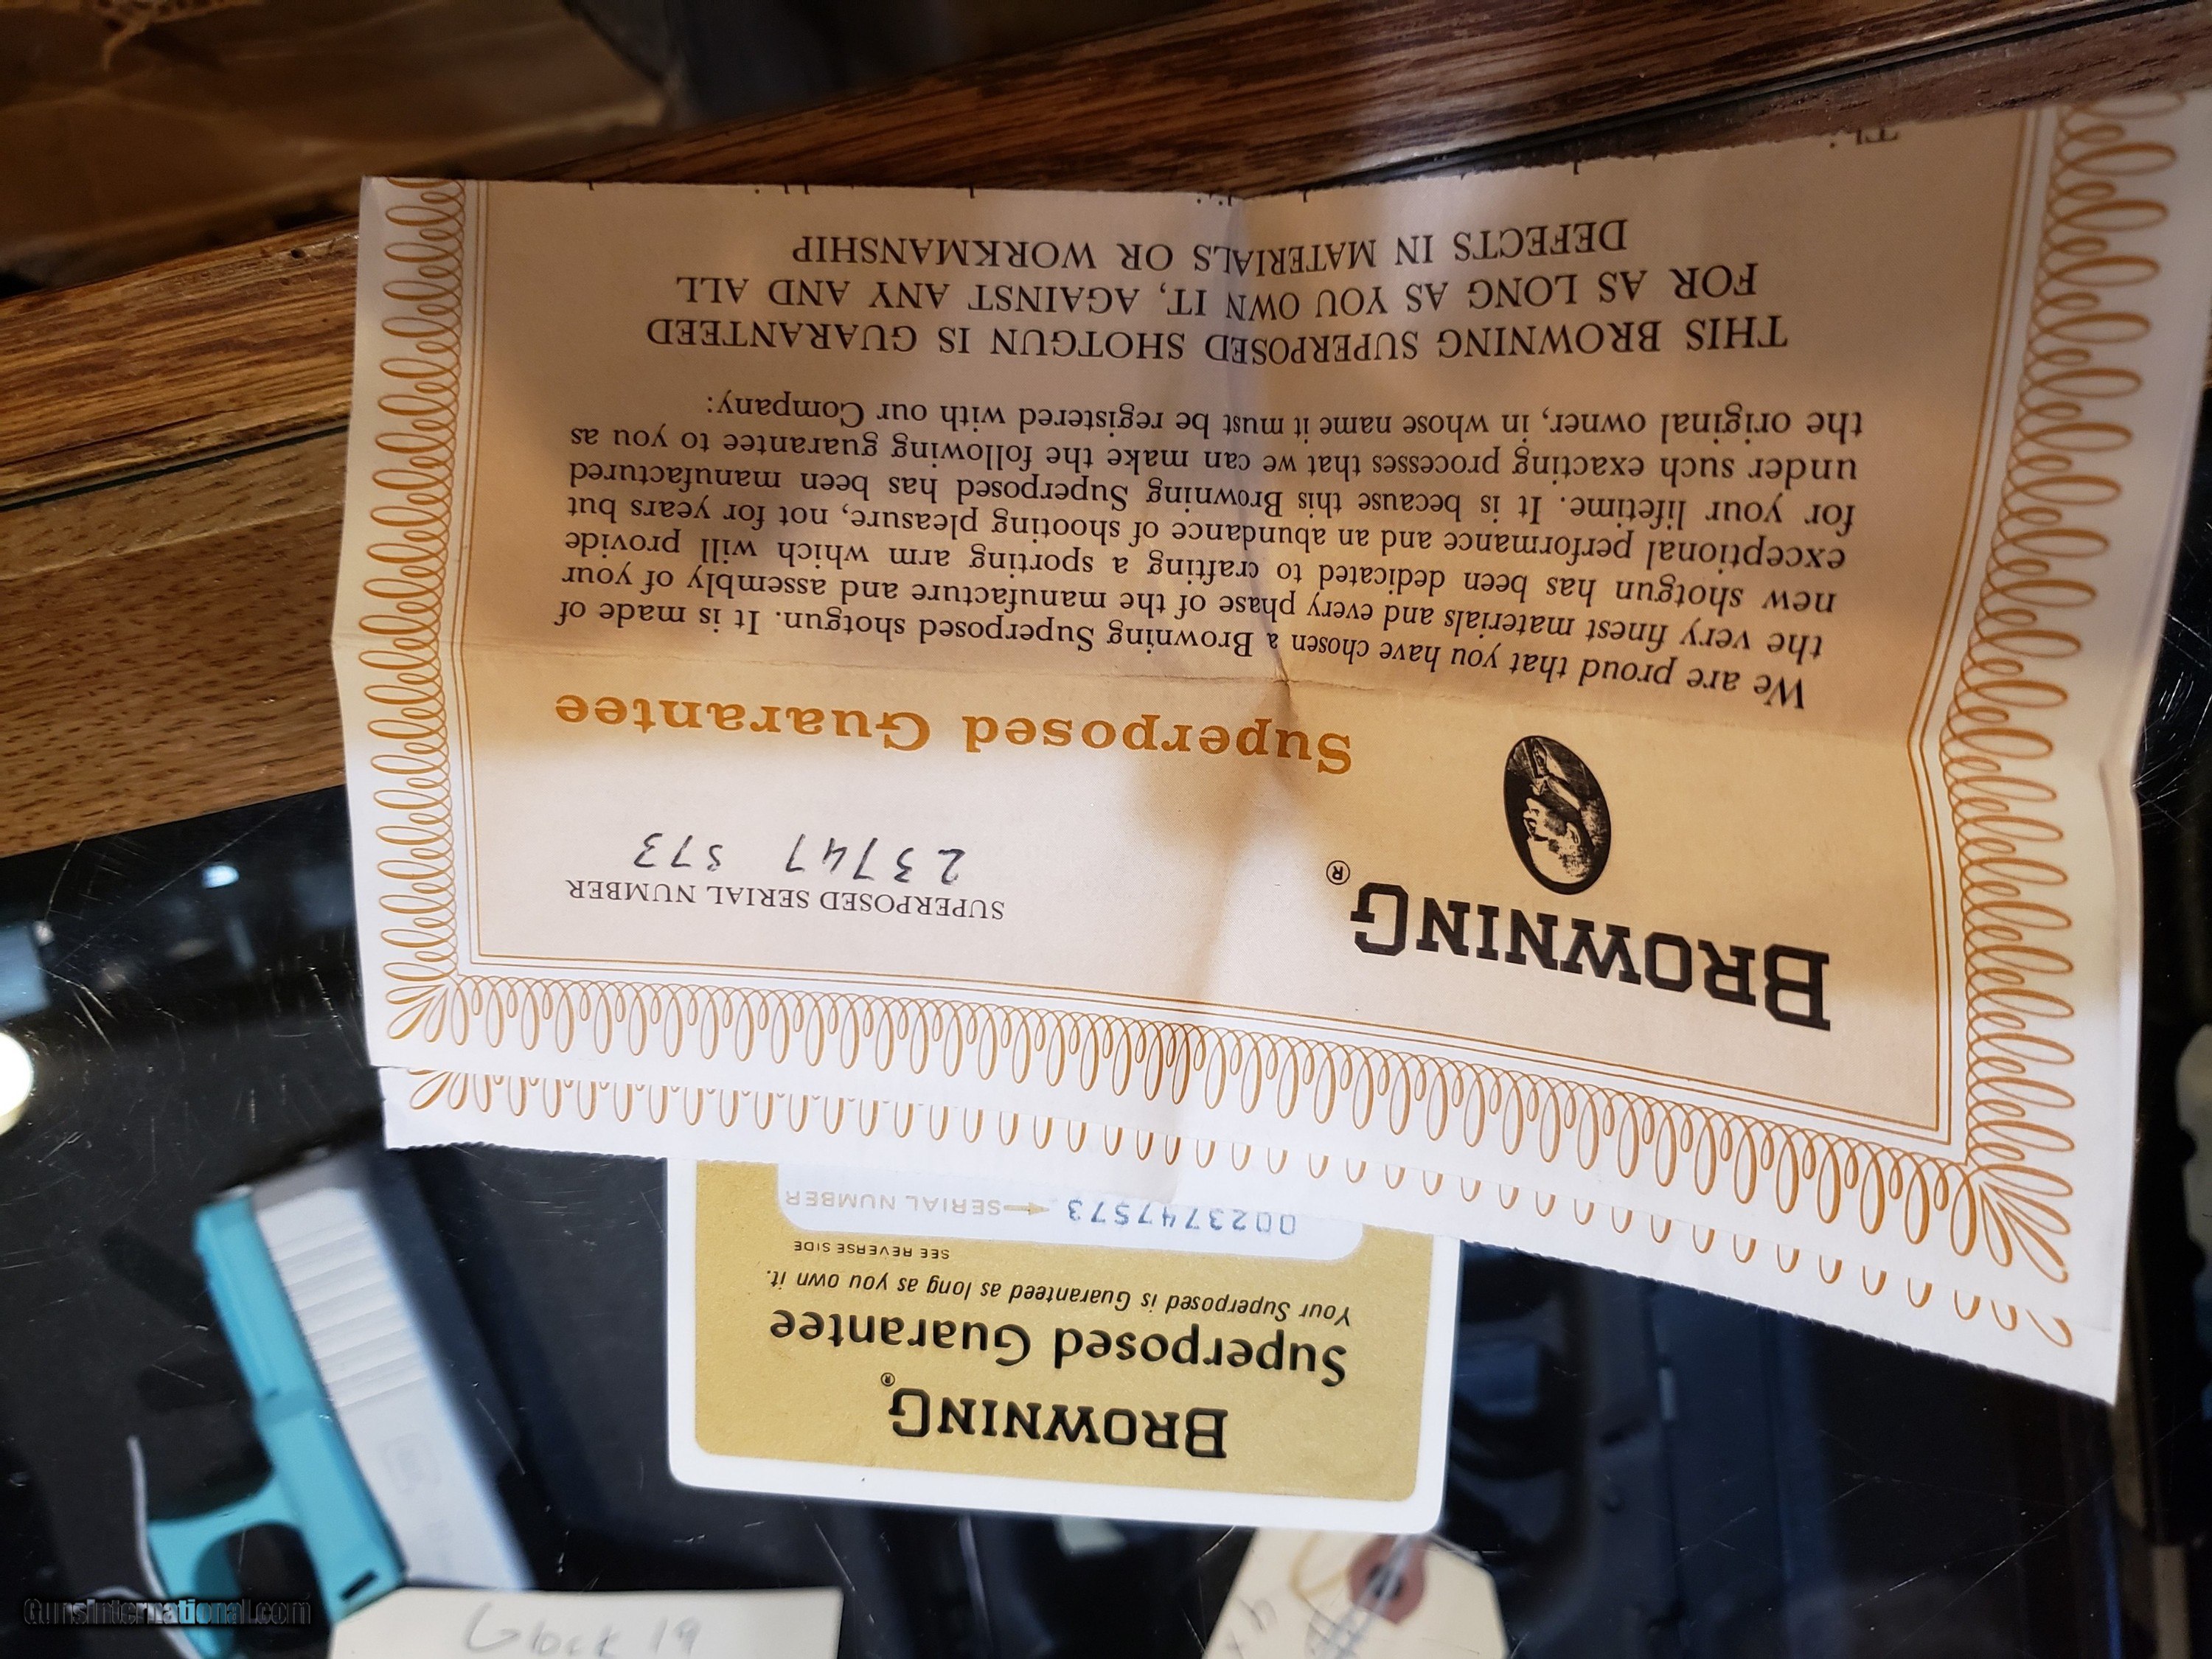 BROWNING®
SUPERPOSED SERIAL NUMBER
23747 S73
Superposed Guarantee
We are proud that you have chosen a Browning Superposed shotgun. It is made of
the very finest materials and every phase of the manufacture and assembly of your
new shotgun has been dedicated to crafting a sporting arm which will provide
exceptional performance and an abundance of shooting pleasure, not for years but
for your lifetime. It is because this Browning Superposed has been manufactured
under such exacting processes that we can make the following guarantee to you as
the original owner, in whose name it must be registered with our Company:
THIS BROWNING SUPERPOSED SHOTGUN IS GUARANTEED
FOR AS LONG AS YOU OWN IT, AGAINST ANY AND ALL
DEFECTS IN MATERIALS OR WORKMANSHIP
BROWNING®
Superposed Guarantee
Your Superposed is Guaranteed as long as you own it.
SEE REVERSE SIDE
0023747S73 SERIAL NUMBER
Glock 19
GunsInternational.com